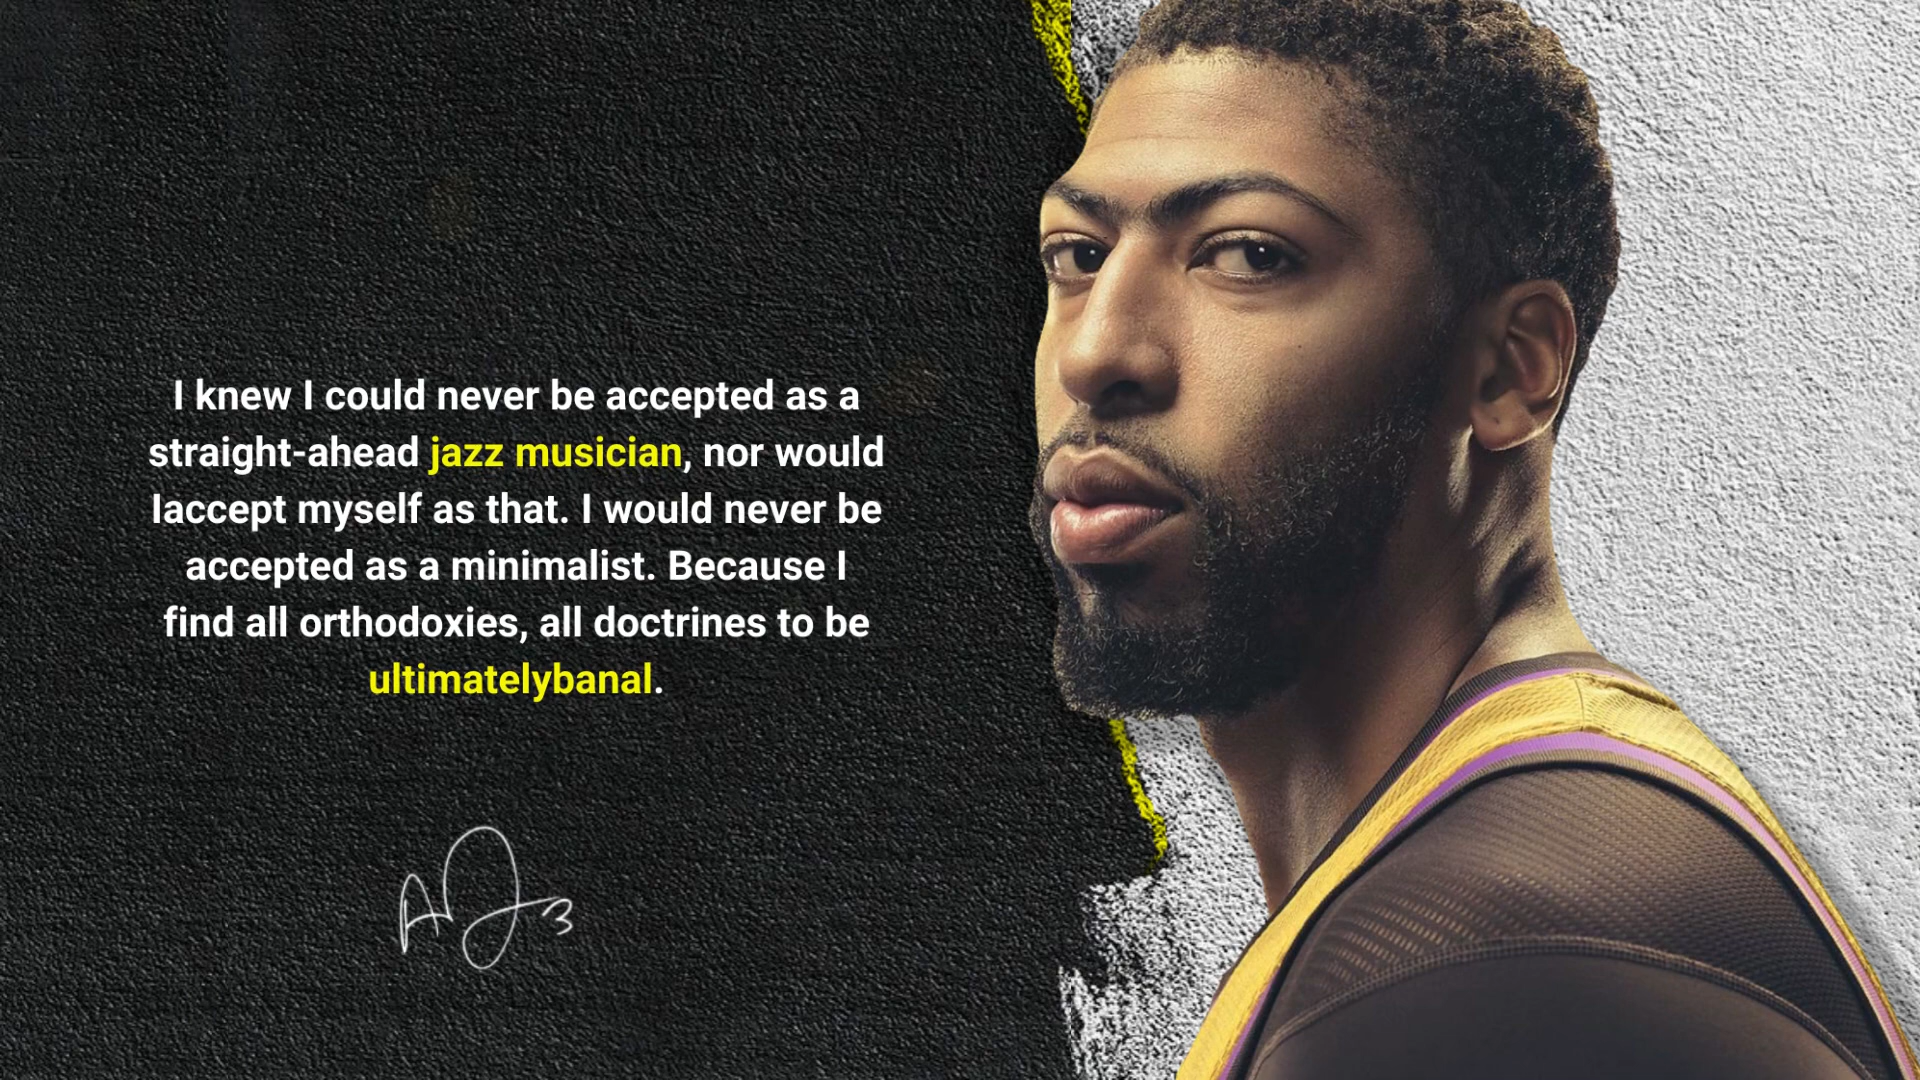 I knew I could never be accepted as a
straight-ahead jazz musician, nor would
Iaccept myself as that. I would never be
accepted as a minimalist. Because I
find all orthodoxies, all doctrines to be
ultimatelybanal.